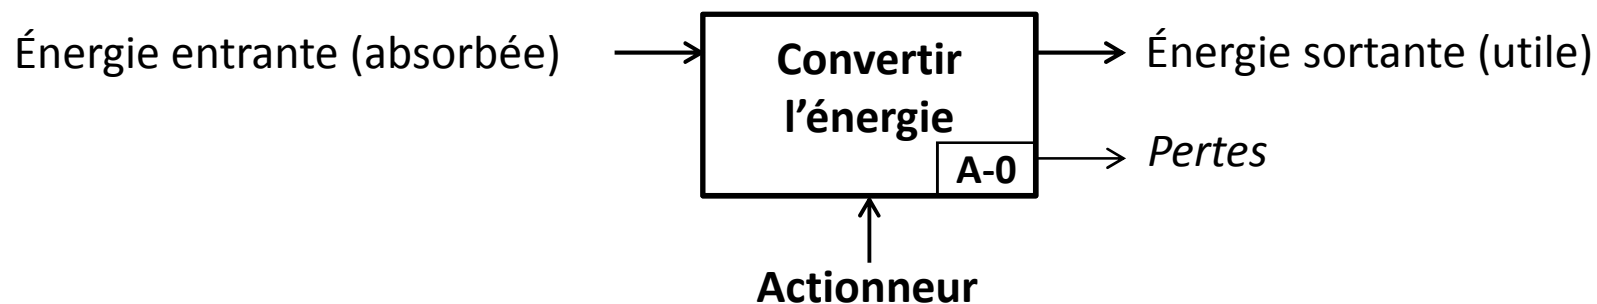 Énergie entrante (absorbée)
Convertir
l’énergie
A-0
Énergie sortante (utile)
Pertes
Actionneur